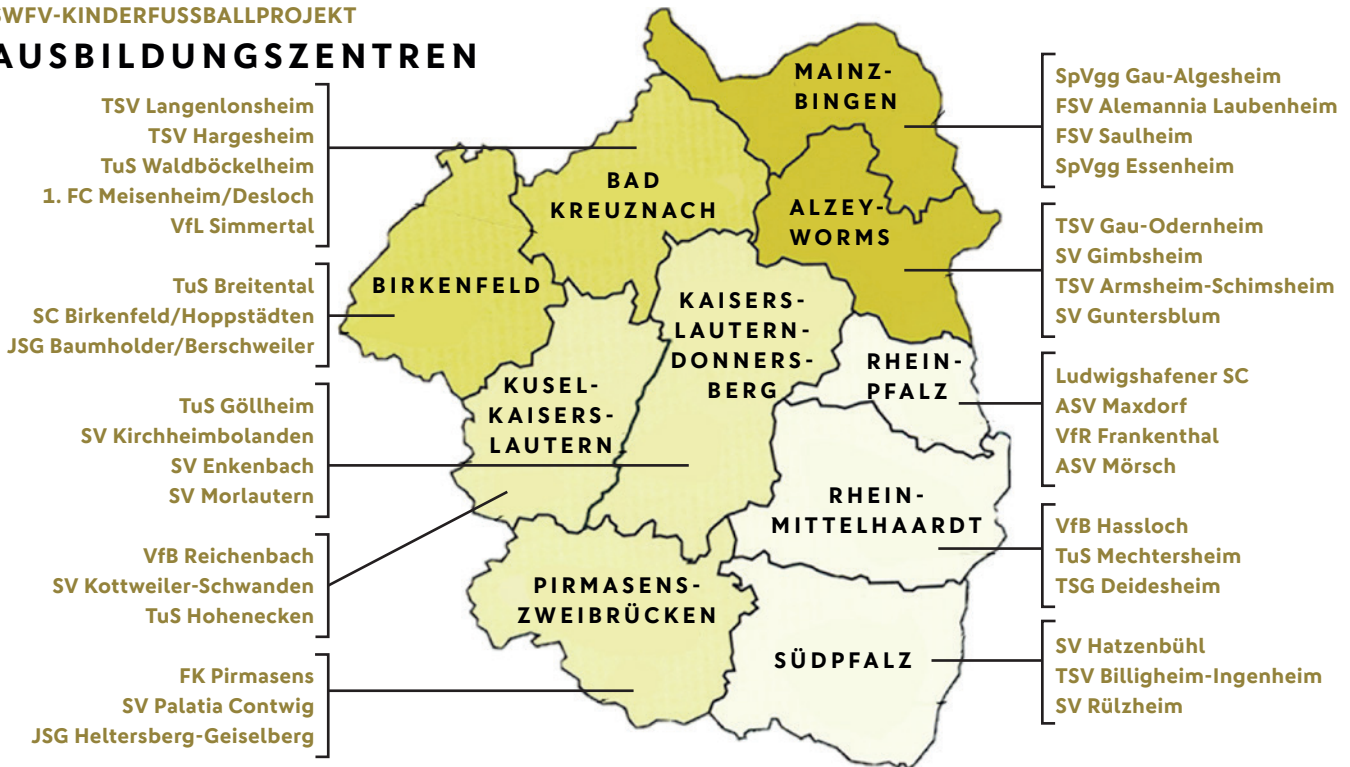 SWFV-KINDERFUSSBALLPROJEKT
AUSBILDUNGSZENTREN
TSV Langenlonsheim
TSV Hargesheim
TuS Waldböckelheim
1. FC Meisenheim/Desloch
VfL Simmertal
TuS Breitental
SC Birkenfeld/Hoppstädten
JSG Baumholder/Berschweiler
TuS Göllheim
SV Kirchheimbolanden
SV Enkenbach
SV Morlautern
VfB Reichenbach
SV Kottweiler-Schwanden
TuS Hohenecken
FK Pirmasens
SV Palatia Contwig
JSG Heltersberg-Geiselberg
MAINZ-
BINGEN
BAD
KREUZNACH
ALZEY-
WORMS
BIRKENFELD
KAISERS-
LAUTERN-
DONNERS-
BERG
KUSEL-
KAISERS-
LAUTERN
RHEIN-
PFALZ
RHEIN-
MITTELHAARDT
PIRMASENS-
ZWEIBRÜCKEN
SÜDPFALZ
SpVgg Gau-Algesheim
FSV Alemannia Laubenheim
FSV Saulheim
SpVgg Essenheim
TSV Gau-Odernheim
SV Gimbsheim
TSV Armsheim-Schimsheim
SV Guntersblum
Ludwigshafener SC
ASV Maxdorf
VfR Frankenthal
ASV Mörsch
VfB Hassloch
TuS Mechtersheim
TSG Deidesheim
SV Hatzenbühl
TSV Billigheim-Ingenheim
SV Rülzheim